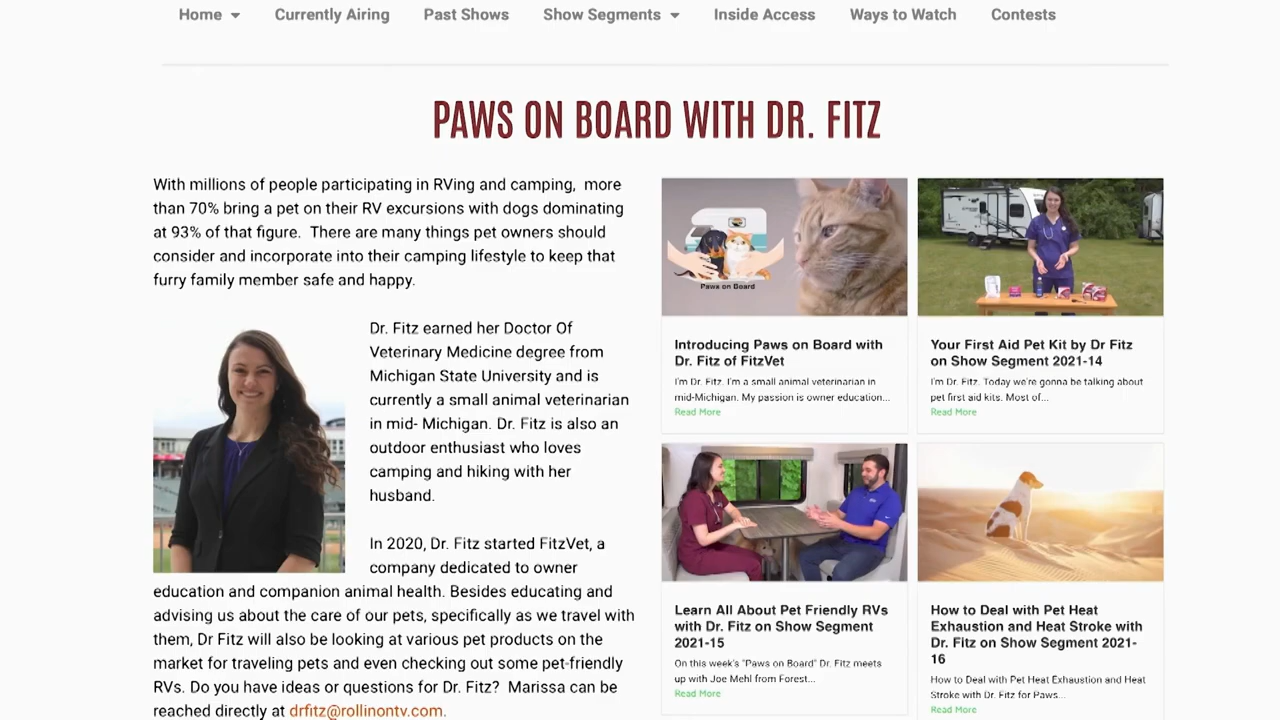 Home
Currently Airing
Past Shows
Show Segments
Inside Access
Ways to Watch
Contests
PAWS ON BOARD WITH DR. FITZ
With millions of people participating in RVing and camping, more
than 70% bring a pet on their RV excursions with dogs dominating
at 93% of that figure. There are many things pet owners should
consider and incorporate into their camping lifestyle to keep that
furry family member safe and happy.
Dr. Fitz earned her Doctor Of
Veterinary Medicine degree from
Michigan State University and is
currently a small animal veterinarian
in mid- Michigan. Dr. Fitz is also an
outdoor enthusiast who loves
camping and hiking with her
husband.
In 2020, Dr. Fitz started FitzVet, a
company dedicated to owner
education and companion animal health. Besides educating and
advising us about the care of our pets, specifically as we travel with
them, Dr Fitz will also be looking at various pet products on the
market for traveling pets and even checking out some pet-friendly
RVs. Do you have ideas or questions for Dr. Fitz? Marissa can be
reached directly at drfitz@rollinontv.com.
Paws on Board
Introducing Paws on Board with
Dr. Fitz of FitzVet
I'm Dr. Fitz. I'm a small animal veterinarian in
mid-Michigan. My passion is owner education...
Read More
Your First Aid Pet Kit by Dr Fitz
on Show Segment 2021-14
I'm Dr. Fitz. Today we're gonna be talking about
pet first aid kits. Most of...
Read More
Learn All About Pet Friendly RVs
with Dr. Fitz on Show Segment
2021-15
On this week's "Paws on Board" Dr. Fitz meets
up with Joe Mehl from Forest...
Read More
How to Deal with Pet Heat
Exhaustion and Heat Stroke with
Dr. Fitz on Show Segment 2021-
16
How to Deal with Pet Heat Exhaustion and Heat
Stroke with Dr. Fitz for Paws...
Read More